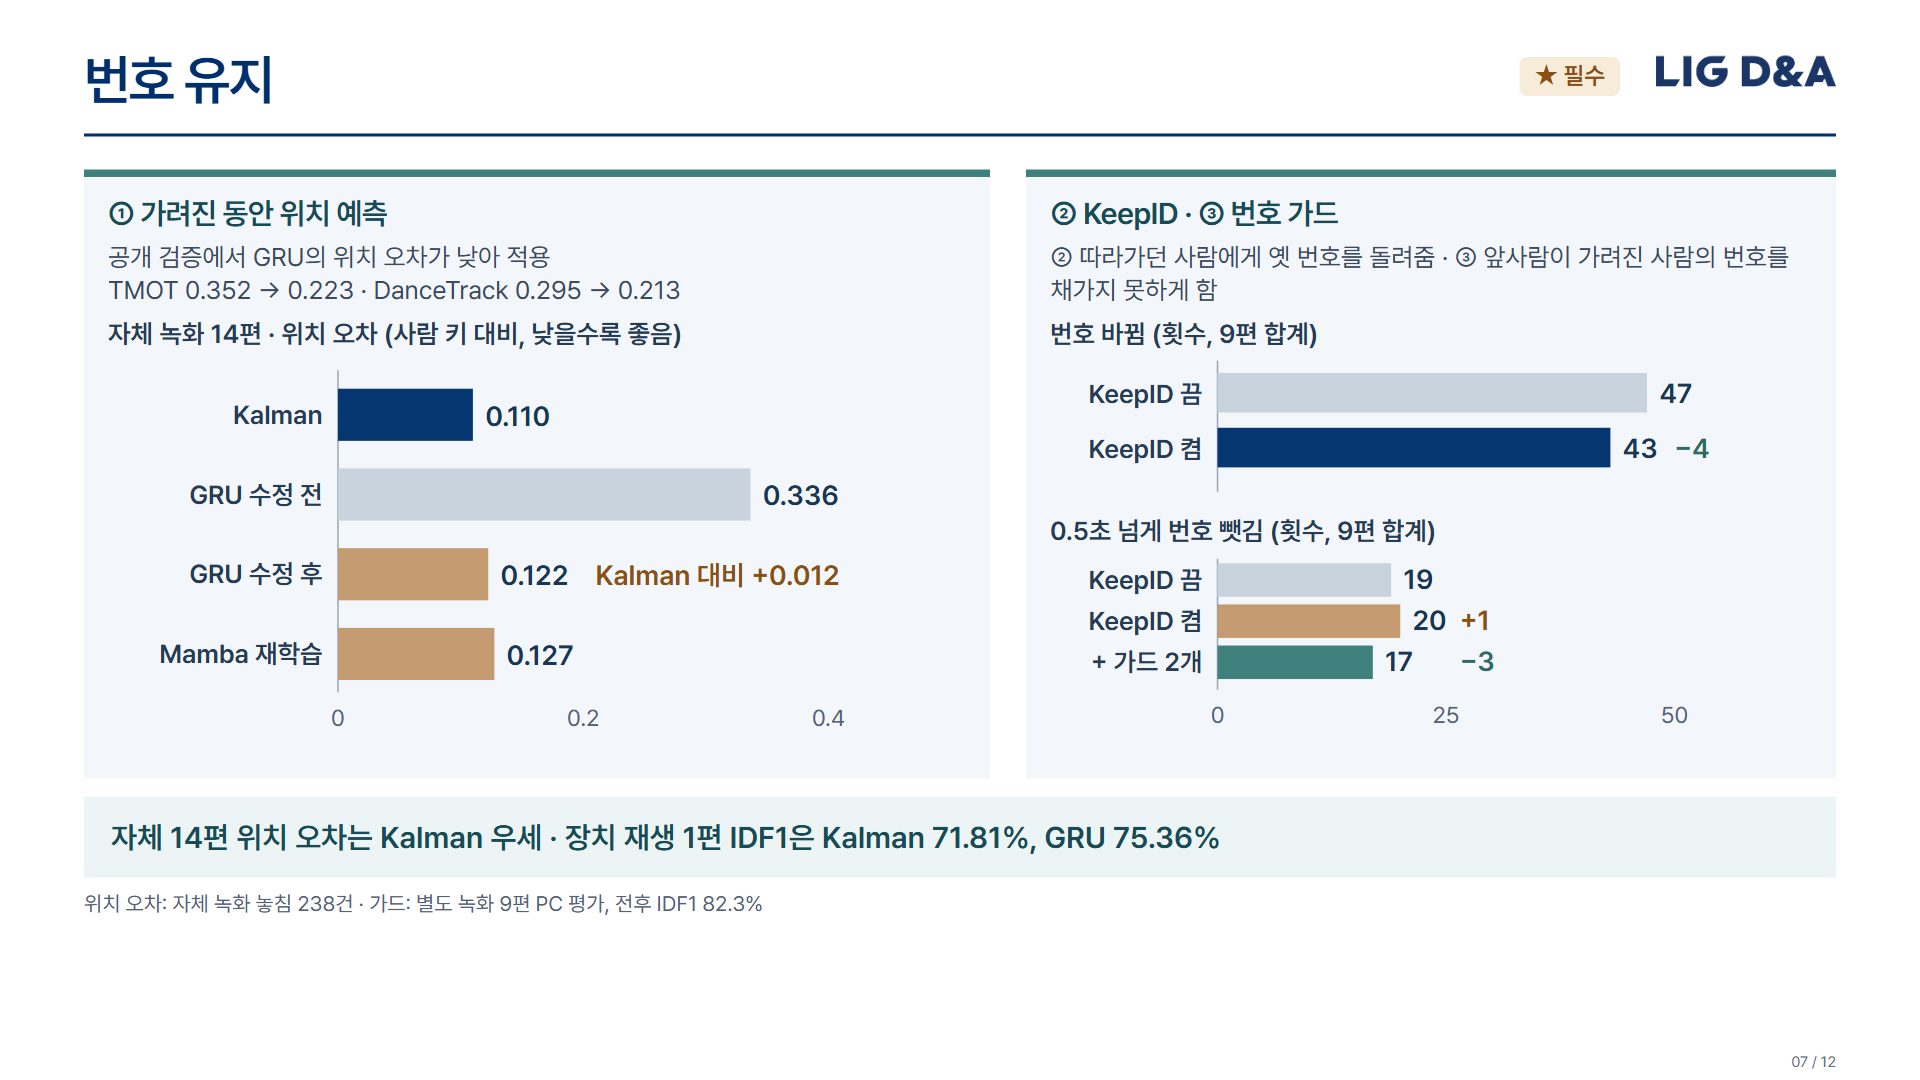 번호 유지
★ 필수
LIG D&A
① 가려진 동안 위치 예측
공개 검증에서 GRU의 위치 오차가 낮아 적용
TMOT 0.352 → 0.223 · DanceTrack 0.295 → 0.213
자체 녹화 14편 · 위치 오차 (사람 키 대비, 낮을수록 좋음)
Kalman 0.110
GRU 수정 전 0.336
GRU 수정 후 0.122 Kalman 대비 +0.012
Mamba 재학습 0.127
0 0.2 0.4
② KeepID · ③ 번호 가드
② 따라가던 사람에게 옛 번호를 돌려줌 · ③ 앞사람이 가려진 사람의 번호를
채가지 못하게 함
번호 바뀜 (횟수, 9편 합계)
KeepID 끔 47
KeepID 켬 43 −4
0.5초 넘게 번호 뺏김 (횟수, 9편 합계)
KeepID 끔 19
KeepID 켬 20 +1
+ 가드 2개 17 −3
0 25 50
자체 14편 위치 오차는 Kalman 우세 · 장치 재생 1편 IDF1은 Kalman 71.81%, GRU 75.36%
위치 오차: 자체 녹화 놓침 238건 · 가드: 별도 녹화 9편 PC 평가, 전후 IDF1 82.3%
07 / 12